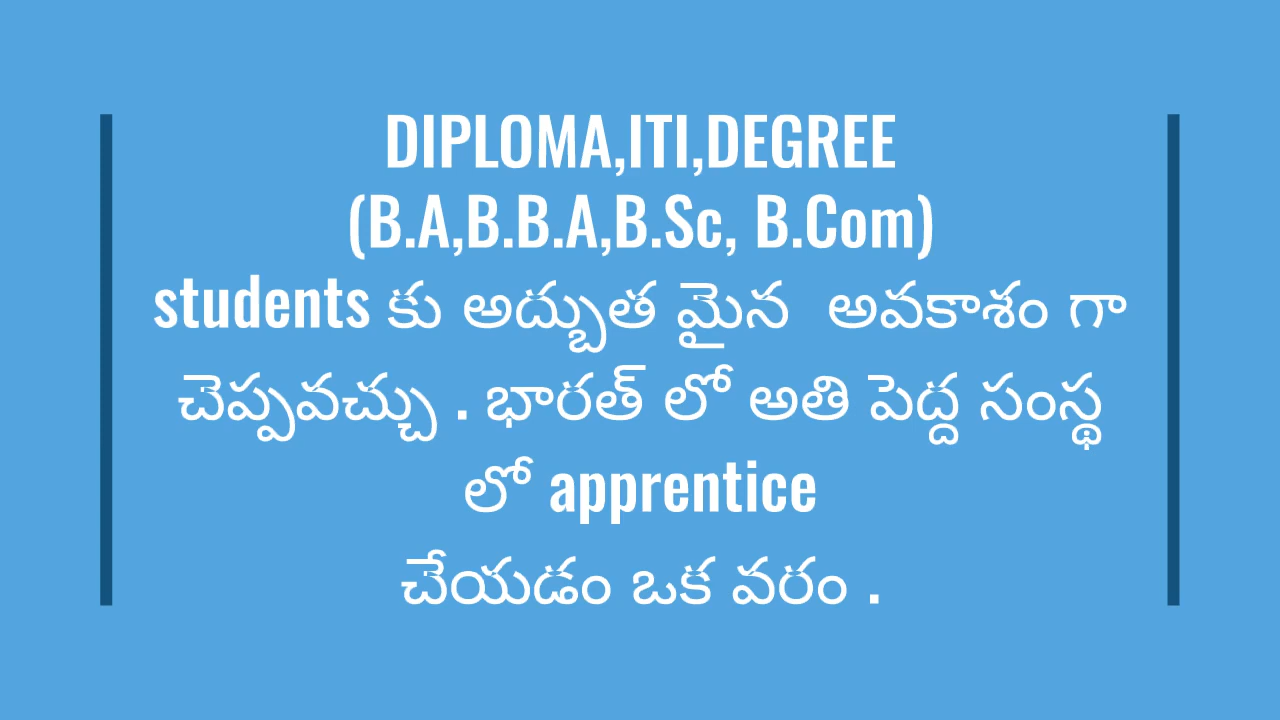 DIPLOMA,ITI,DEGREE
(B.A,B.B.A,B.Sc, B.Com)
students కు అద్బుత మైన  అవకాశం గా
చెప్పవచ్చు . భారత్ లో అతి పెద్ద సంస్థ
లో apprentice
చేయడం ఒక వరం .